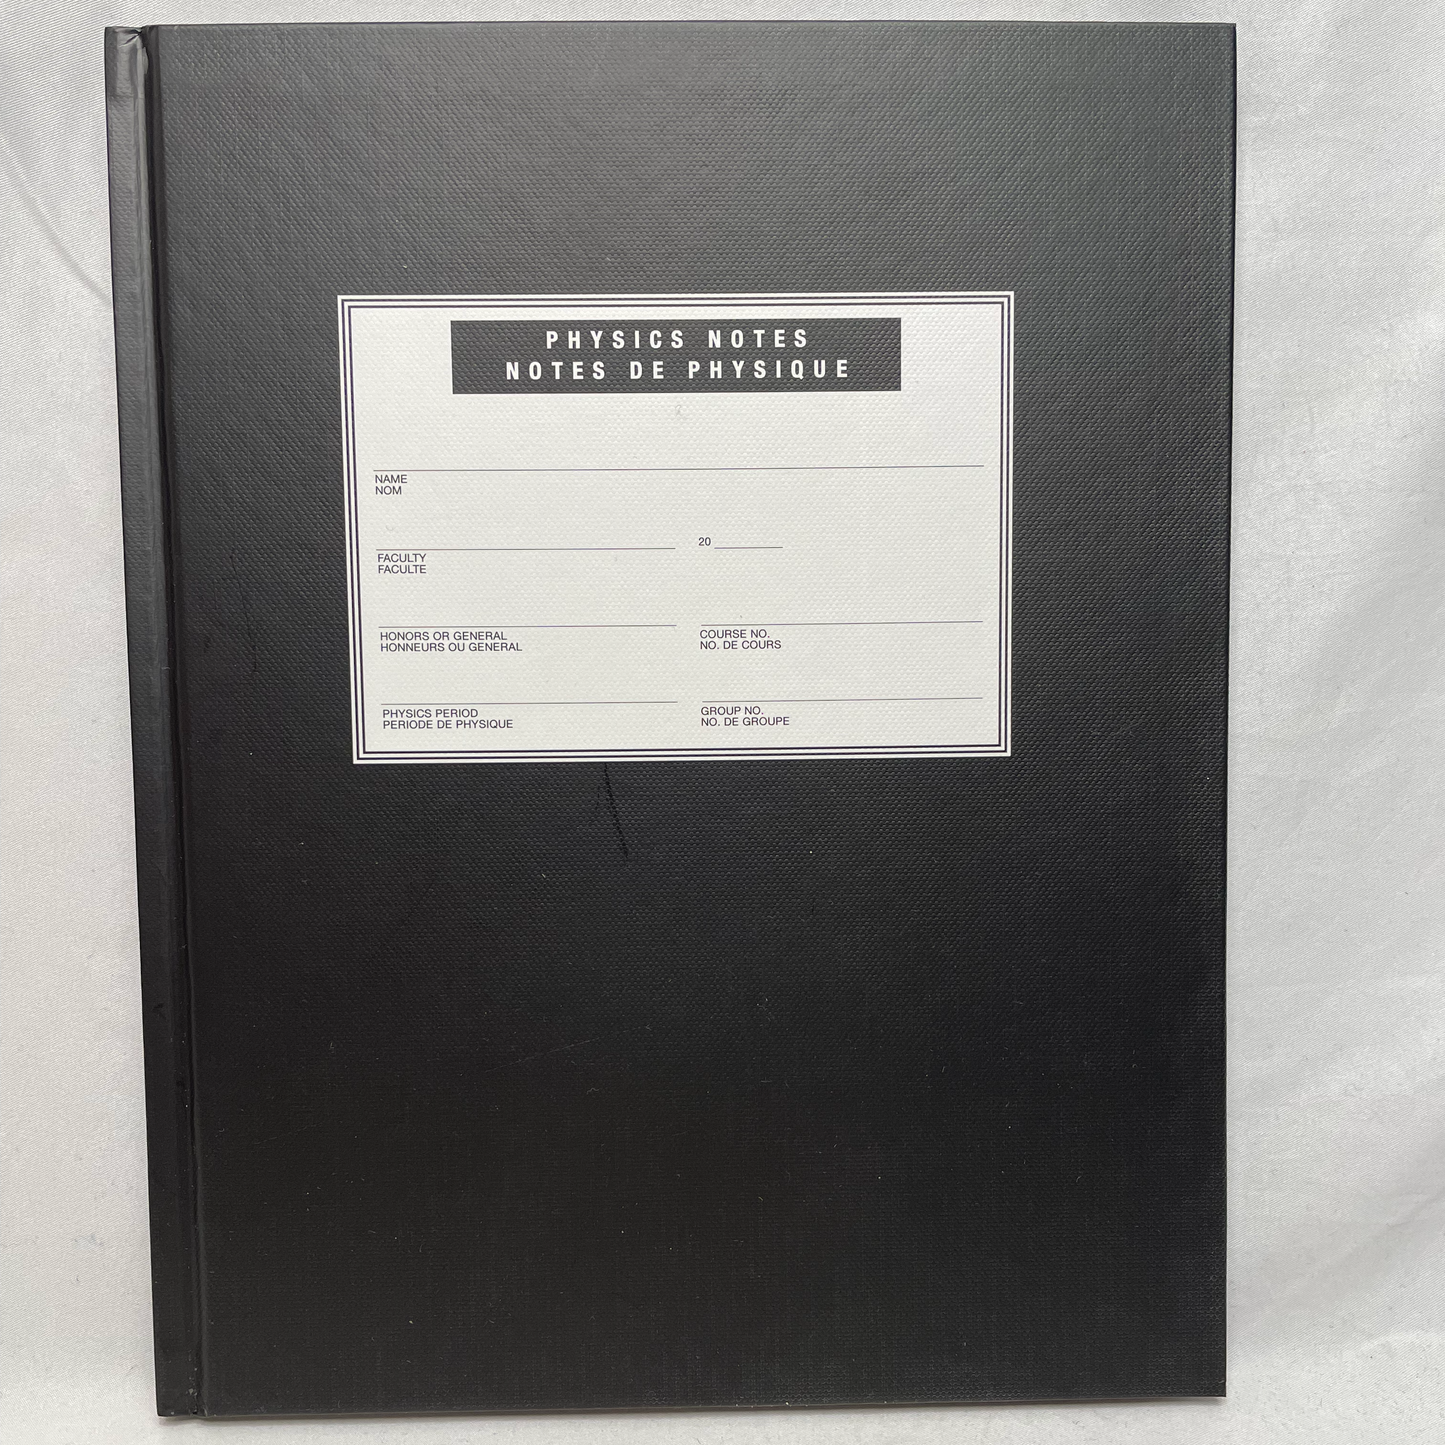 PHYSICS NOTES
NOTES DE PHYSIQUE
NAME
NOM
20
FACULTY
FACULTE
HONORS OR GENERAL
HONNEURS OU GENERAL
COURSE NO.
NO. DE COURS
PHYSICS PERIOD
PERIODE DE PHYSIQUE
GROUP NO.
NO. DE GROUPE